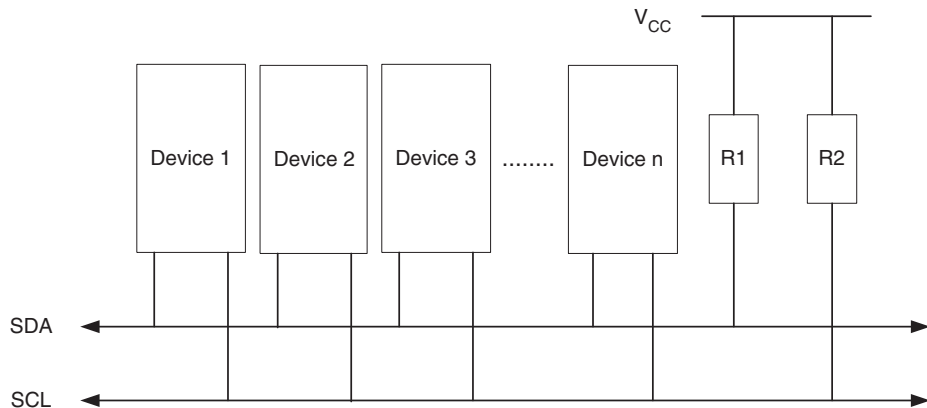 VCC
Device 1 Device 2 Device 3 ........ Device n R1 R2
SDA
SCL